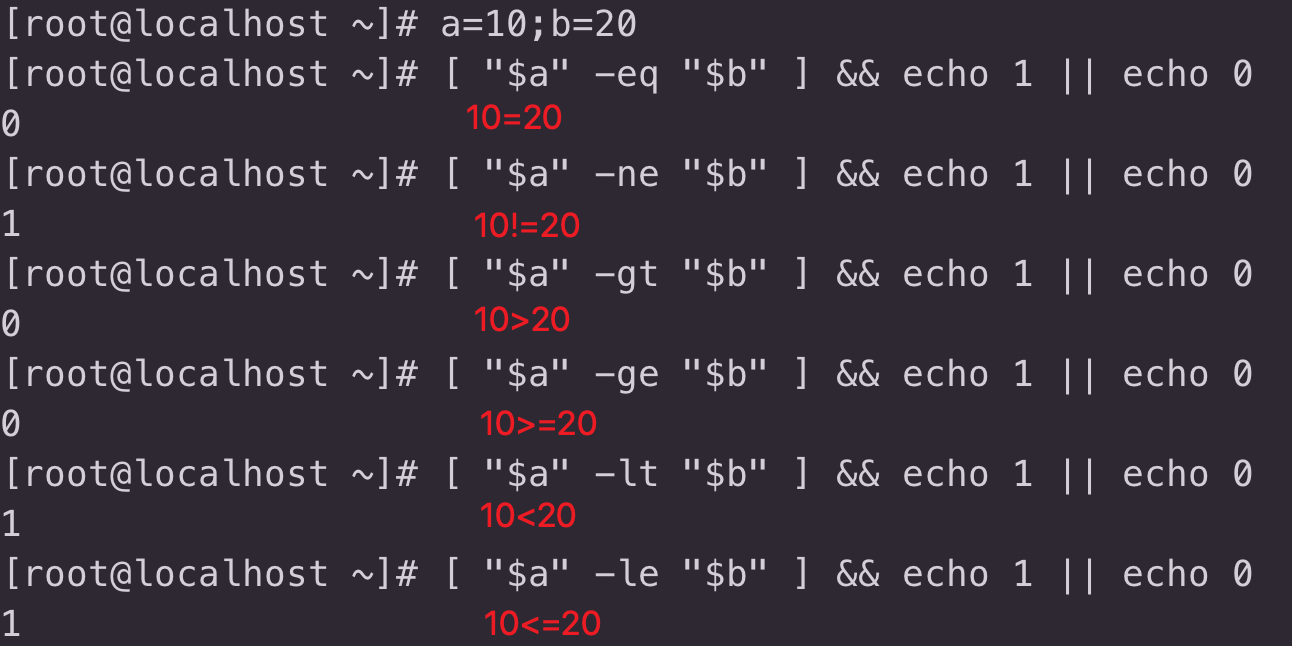 [root@localhost ~]# a=10;b=20
[root@localhost ~]# [ "$a" -eq "$b" ] && echo 1 || echo 0
0
10=20
[root@localhost ~]# [ "$a" -ne "$b" ] && echo 1 || echo 0
1
10!=20
[root@localhost ~]# [ "$a" -gt "$b" ] && echo 1 || echo 0
0
10>20
[root@localhost ~]# [ "$a" -ge "$b" ] && echo 1 || echo 0
0
10>=20
[root@localhost ~]# [ "$a" -lt "$b" ] && echo 1 || echo 0
1
10<20
[root@localhost ~]# [ "$a" -le "$b" ] && echo 1 || echo 0
1
10<=20